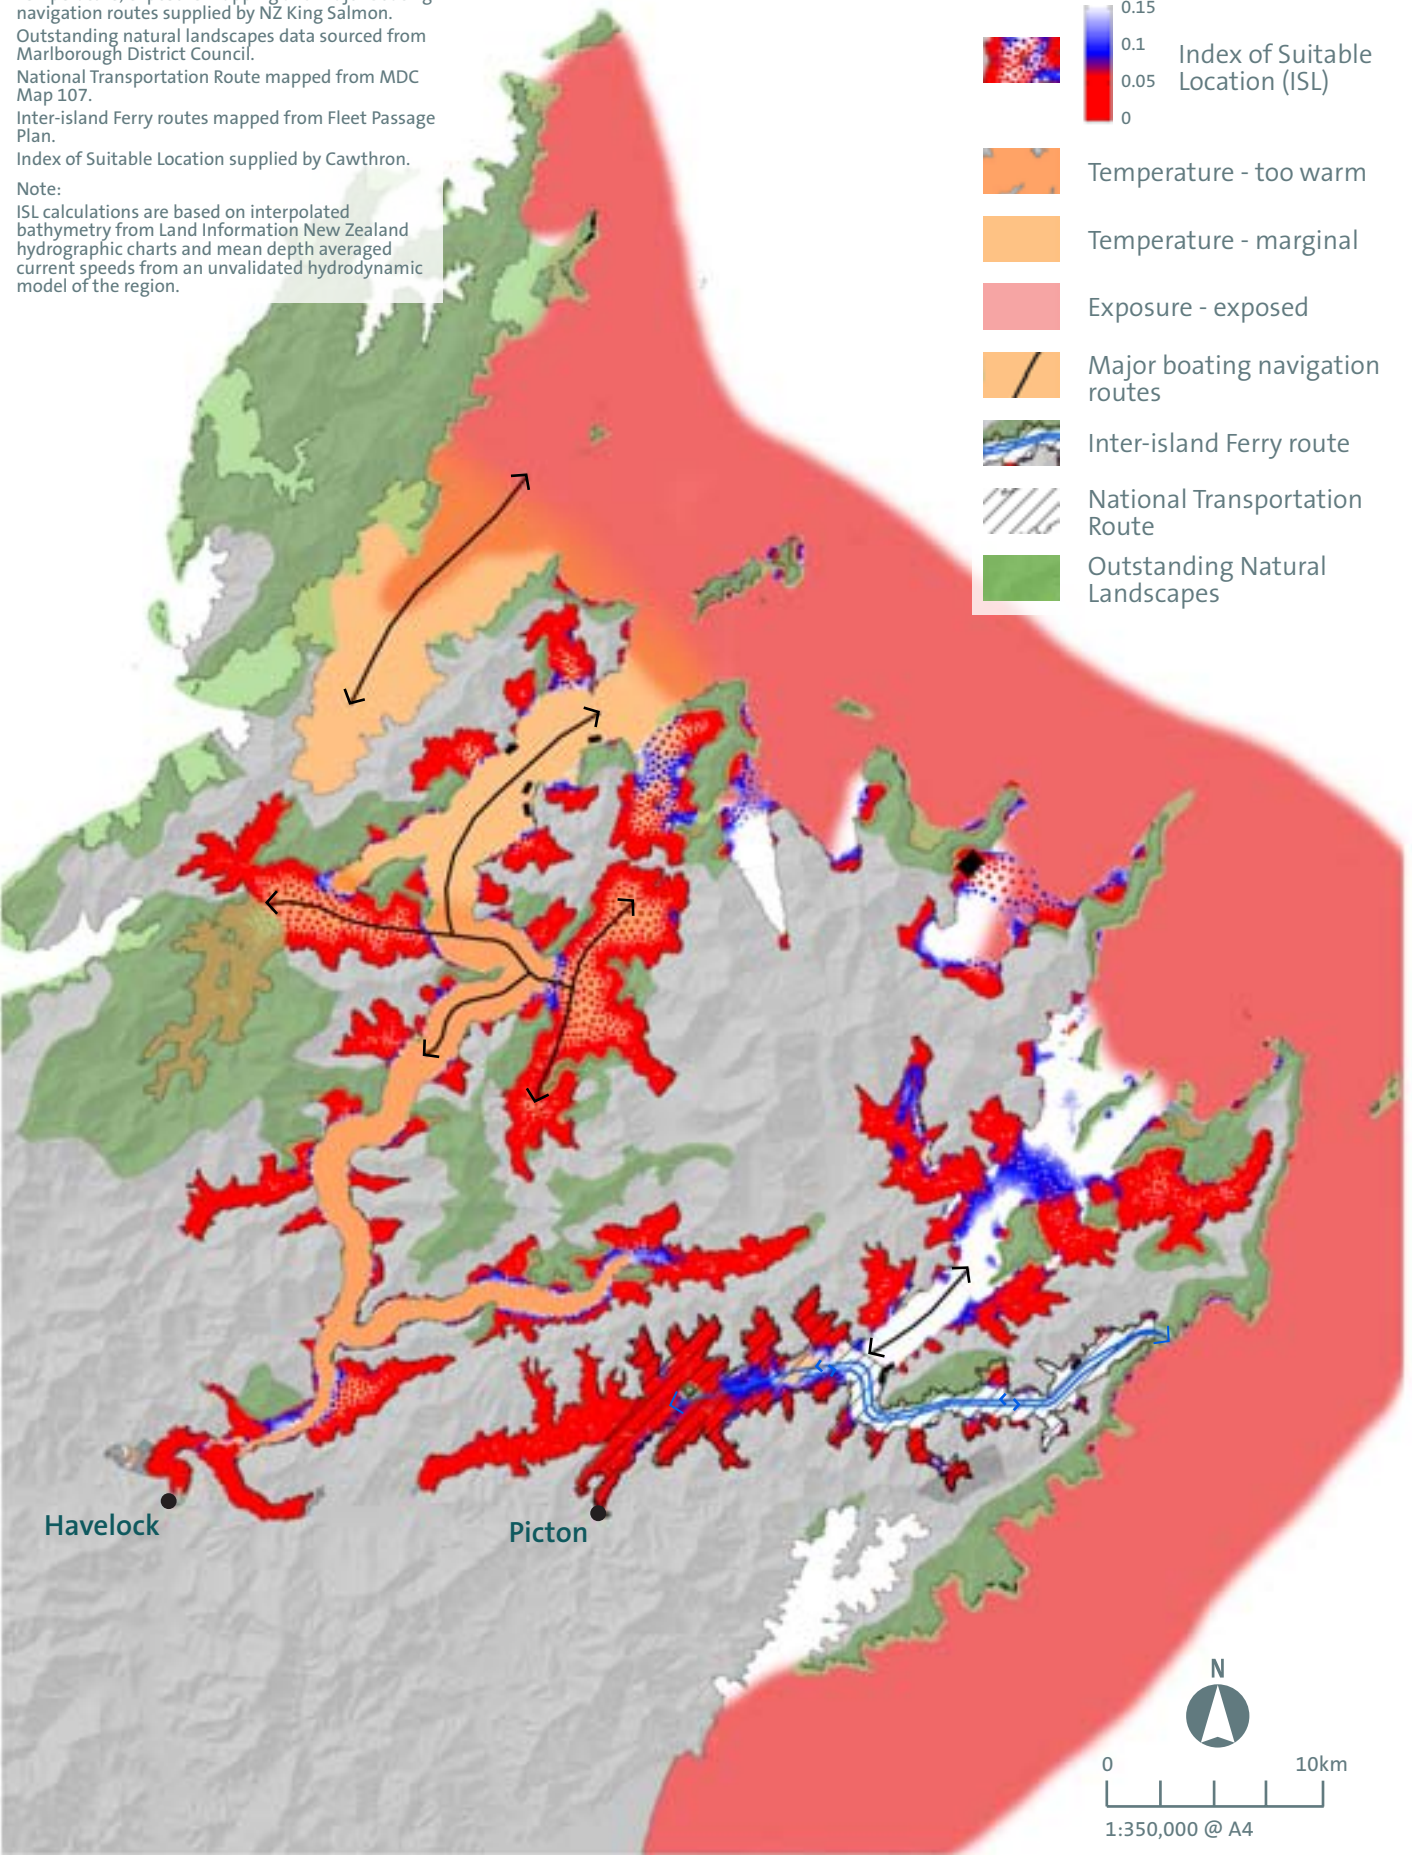 navigation routes supplied by NZ King Salmon.
Outstanding natural landscapes data sourced from
Marlborough District Council.
National Transportation Route mapped from MDC
Map 107.
Inter-island Ferry routes mapped from Fleet Passage
Plan.
Index of Suitable Location supplied by Cawthron.
Note:
ISL calculations are based on interpolated
bathymetry from Land Information New Zealand
hydrographic charts and mean depth averaged
current speeds from an unvalidated hydrodynamic
model of the region.
0.15
0.1
0.05
0
Index of Suitable
Location (ISL)
Temperature - too warm
Temperature - marginal
Exposure - exposed
Major boating navigation
routes
Inter-island Ferry route
National Transportation
Route
Outstanding Natural
Landscapes
Havelock
Picton
N
0 10km
1:350,000 @ A4